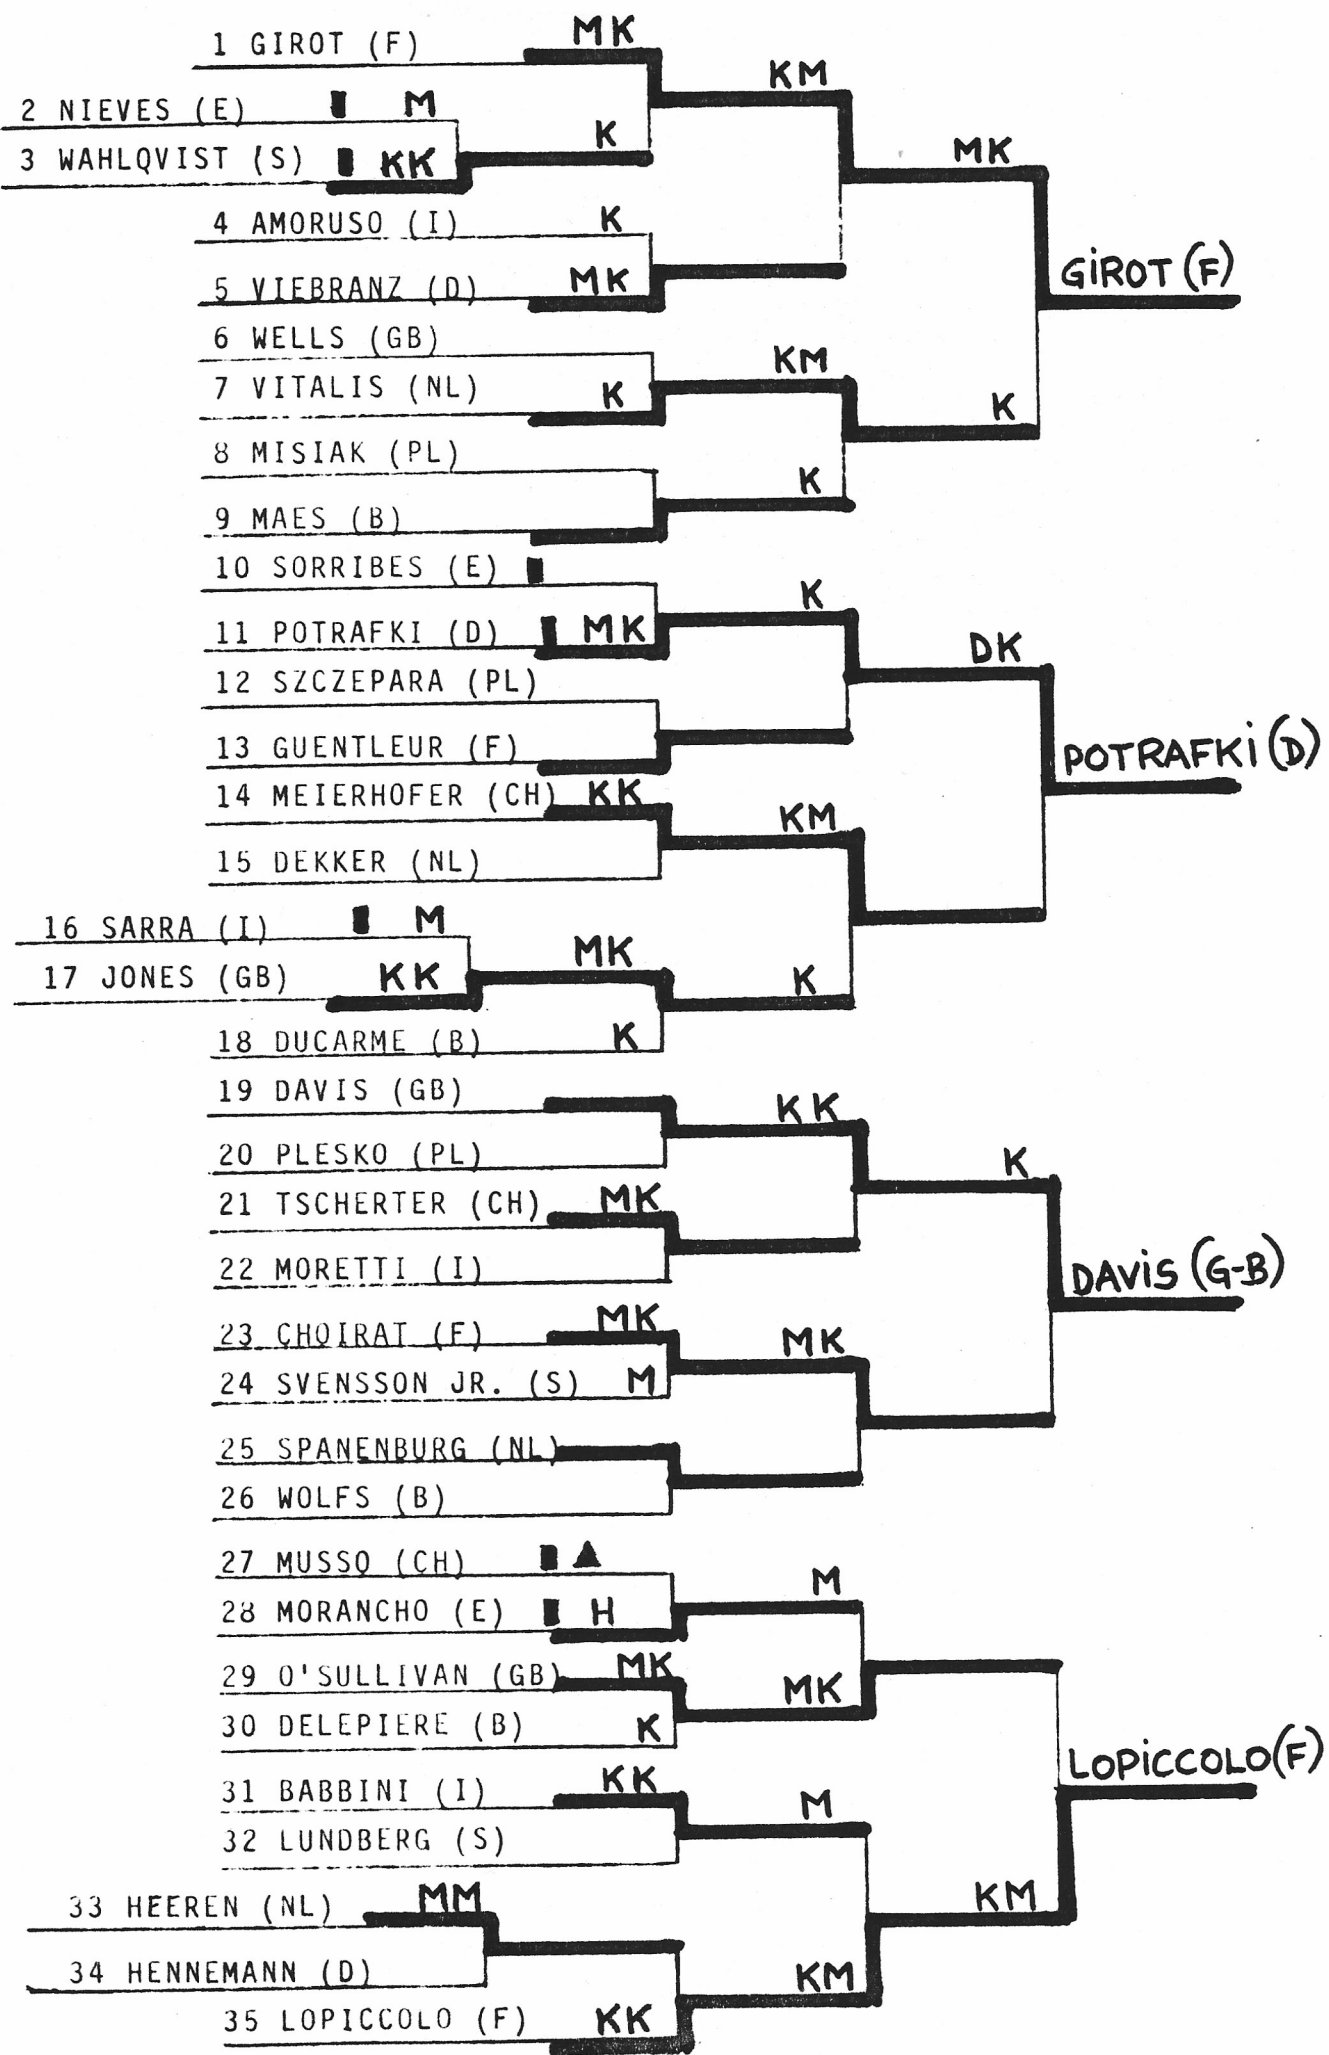 MK
1 GIROT (F)
KM
2 NIEVES (E) M
K
3 WAHLQVIST (S) KK
MK
4 AMORUSO (I) K
GIROT (F)
5 VIEBRANZ (D) MK
6 WELLS (GB)
KM
7 VITALIS (NL) K
K
8 MISIAK (PL)
K
9 MAES (B)
10 SORRIBES (E)
K
11 POTRAFKI (D) MK
DK
12 SZCZEPARA (PL)
13 GUENTLEUR (F)
POTRAFKI (D)
14 MEIERHOFER (CH) KK
KM
15 DEKKER (NL)
16 SARRA (I) M
MK
17 JONES (GB) KK
K
18 DUCARME (B) K
19 DAVIS (GB)
KK
20 PLESKO (PL)
K
21 TSCHERTER (CH) MK
22 MORETTI (I)
DAVIS (G-B)
23 CHOIRAT (F) MK
MK
24 SVENSSON JR. (S) M
25 SPANENBURG (NL)
26 WOLFS (B)
27 MUSSO (CH)
M
28 MORANCHO (E) H
29 O'SULLIVAN (GB) MK
MK
30 DELEPIERE (B) K
LOPICCOLO (F)
31 BABBINI (I) KK
M
32 LUNDBERG (S)
33 HEEREN (NL) MM
KM
34 HENNEMANN (D)
KM
35 LOPICCOLO (F) KK